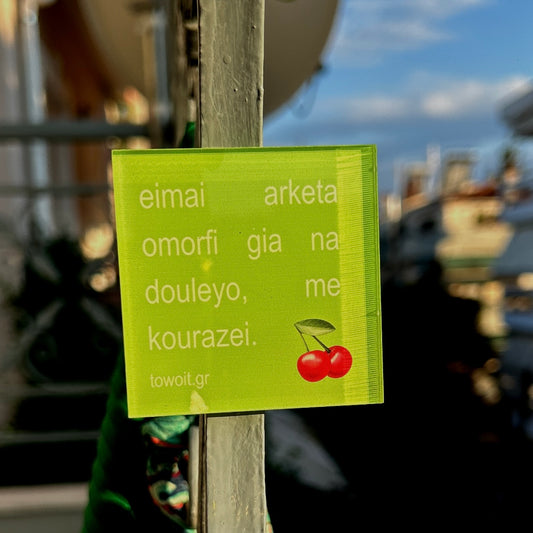 eimai arketa
omorfi gia na
douleyo, me
kourazei.
towoit.gr